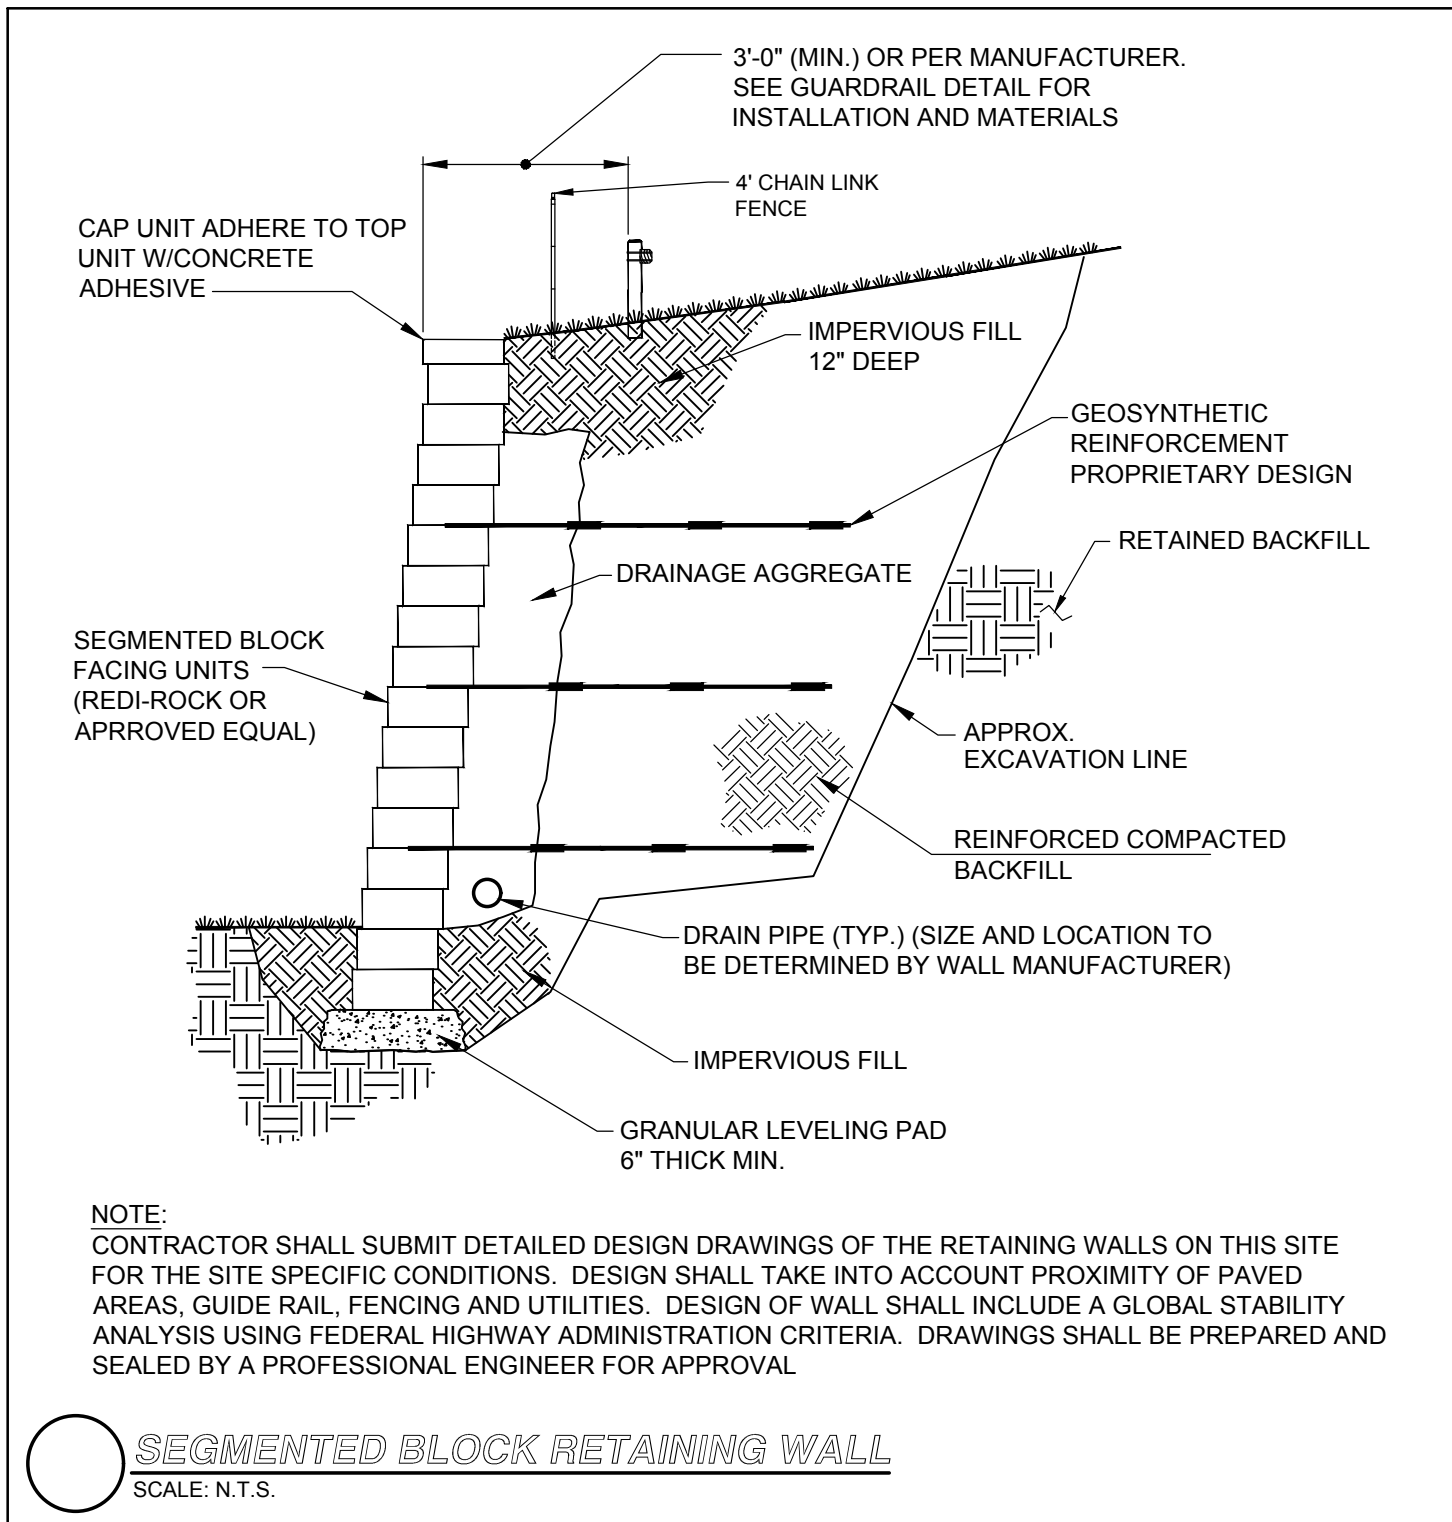 3'-0" (MIN.) OR PER MANUFACTURER.
SEE GUARDRAIL DETAIL FOR
INSTALLATION AND MATERIALS
4' CHAIN LINK
FENCE
CAP UNIT ADHERE TO TOP
UNIT W/CONCRETE
ADHESIVE
IMPERVIOUS FILL
12" DEEP
GEOSYNTHETIC
REINFORCEMENT
PROPRIETARY DESIGN
RETAINED BACKFILL
DRAINAGE AGGREGATE
SEGMENTED BLOCK
FACING UNITS
(REDI-ROCK OR
APRROVED EQUAL)
APPROX.
EXCAVATION LINE
REINFORCED COMPACTED
BACKFILL
DRAIN PIPE (TYP.) (SIZE AND LOCATION TO
BE DETERMINED BY WALL MANUFACTURER)
IMPERVIOUS FILL
GRANULAR LEVELING PAD
6" THICK MIN.
NOTE:
CONTRACTOR SHALL SUBMIT DETAILED DESIGN DRAWINGS OF THE RETAINING WALLS ON THIS SITE
FOR THE SITE SPECIFIC CONDITIONS. DESIGN SHALL TAKE INTO ACCOUNT PROXIMITY OF PAVED
AREAS, GUIDE RAIL, FENCING AND UTILITIES. DESIGN OF WALL SHALL INCLUDE A GLOBAL STABILITY
ANALYSIS USING FEDERAL HIGHWAY ADMINISTRATION CRITERIA. DRAWINGS SHALL BE PREPARED AND
SEALED BY A PROFESSIONAL ENGINEER FOR APPROVAL
SEGMENTED BLOCK RETAINING WALL
SCALE: N.T.S.